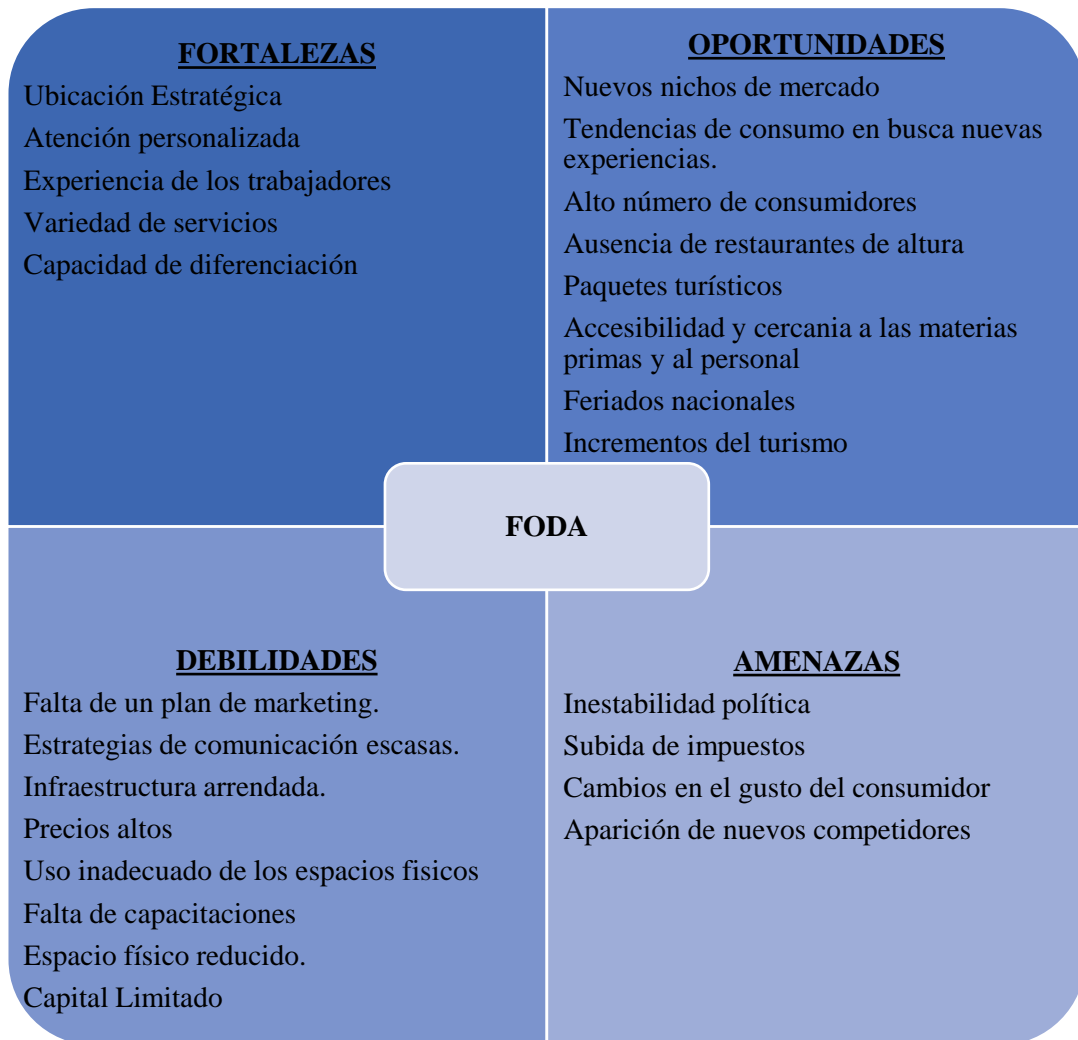 FORTALEZAS
Ubicación Estratégica
Atención personalizada
Experiencia de los trabajadores
Variedad de servicios
Capacidad de diferenciación
OPORTUNIDADES
Nuevos nichos de mercado
Tendencias de consumo en busca nuevas
experiencias.
Alto número de consumidores
Ausencia de restaurantes de altura
Paquetes turísticos
Accesibilidad y cercania a las materias
primas y al personal
Feriados nacionales
Incrementos del turismo
FODA
DEBILIDADES
Falta de un plan de marketing.
Estrategias de comunicación escasas.
Infraestructura arrendada.
Precios altos
Uso inadecuado de los espacios fisicos
Falta de capacitaciones
Espacio físico reducido.
Capital Limitado
AMENAZAS
Inestabilidad política
Subida de impuestos
Cambios en el gusto del consumidor
Aparición de nuevos competidores